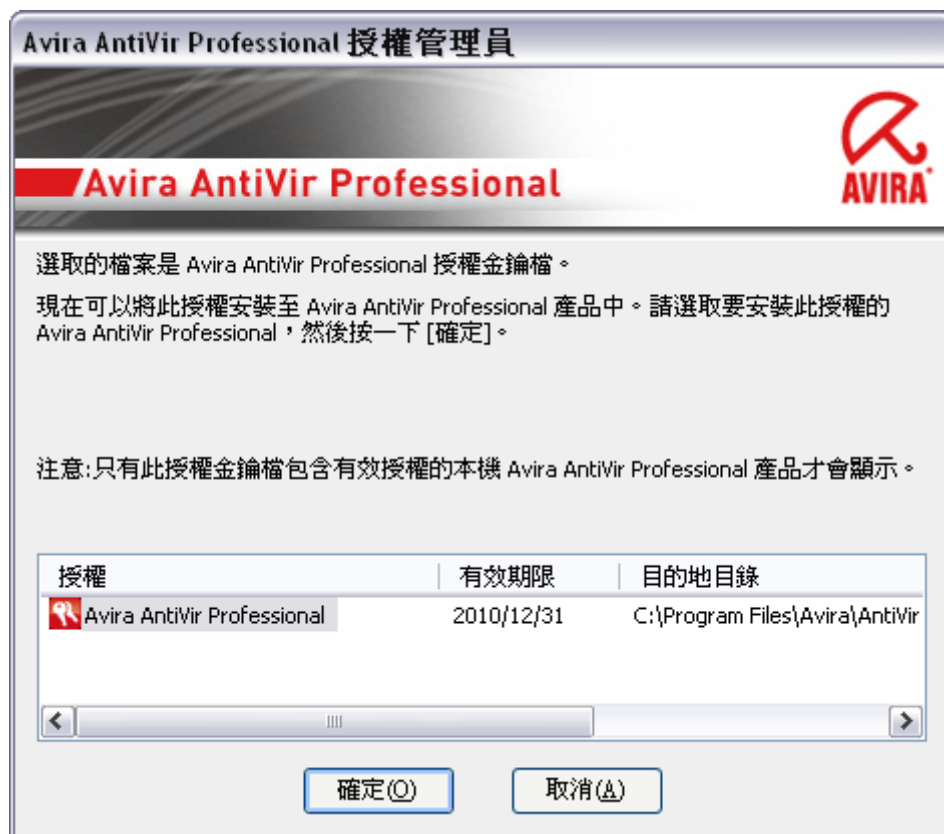 Avira AntiVir Professional 授權管理員
Avira AntiVir Professional
AVIRA
選取的檔案是 Avira AntiVir Professional 授權金鑰檔。
現在可以將此授權安裝至 Avira AntiVir Professional 產品中。請選取要安裝此授權的
Avira AntiVir Professional，然後按一下 [確定]。
注意:只有此授權金鑰檔包含有效授權的本機 Avira AntiVir Professional 產品才會顯示。
授權 有效期限 目的地目錄
Avira AntiVir Professional 2010/12/31 C:\Program Files\Avira\AntiVir
確定(O) 取消(A)